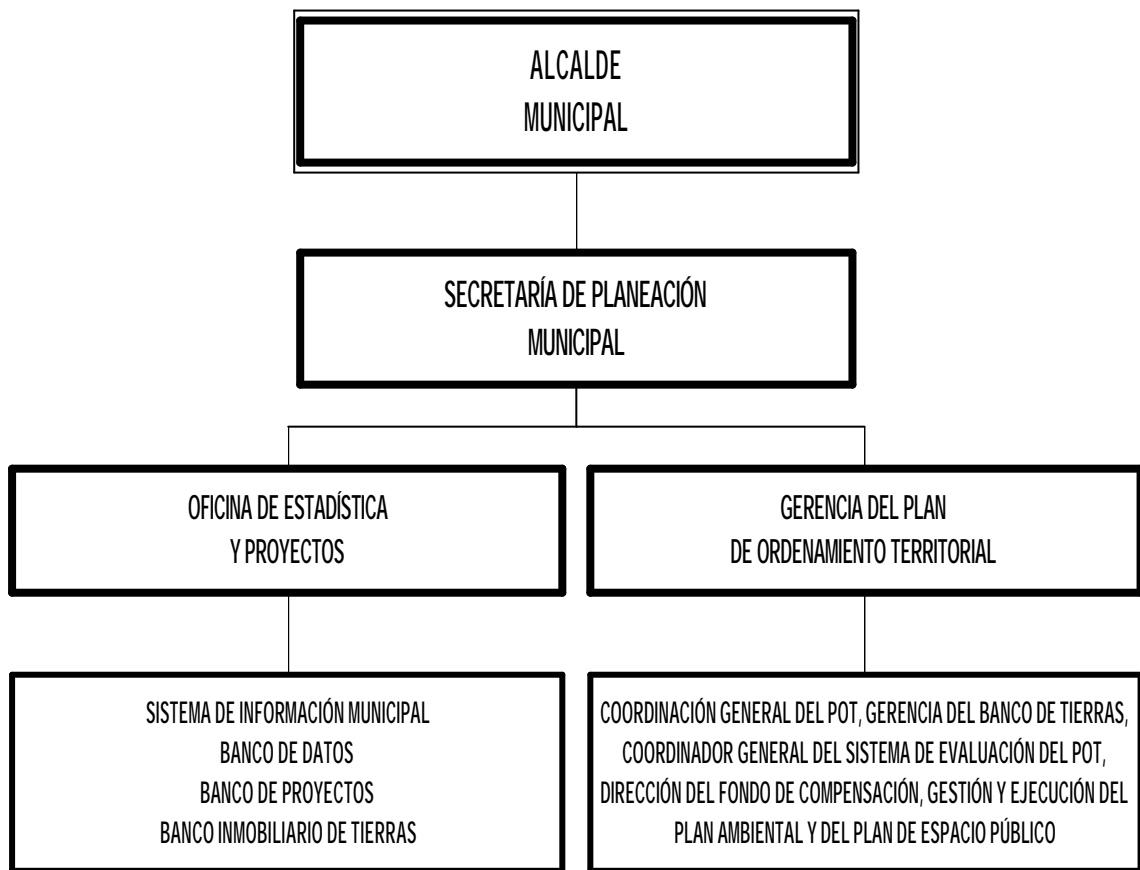 ALCALDE
MUNICIPAL
SECRETARÍA DE PLANEACIÓN
MUNICIPAL
OFICINA DE ESTADÍSTICA
Y PROYECTOS
GERENCIA DEL PLAN
DE ORDENAMIENTO TERRITORIAL
SISTEMA DE INFORMACIÓN MUNICIPAL
BANCO DE DATOS
BANCO DE PROYECTOS
BANCO INMOBILIARIO DE TIERRAS
COORDINACIÓN GENERAL DEL POT, GERENCIA DEL BANCO DE TIERRAS,
COORDINADOR GENERAL DEL SISTEMA DE EVALUACIÓN DEL POT,
DIRECCIÓN DEL FONDO DE COMPENSACIÓN, GESTIÓN Y EJECUCIÓN DEL
PLAN AMBIENTAL Y DEL PLAN DE ESPACIO PÚBLICO